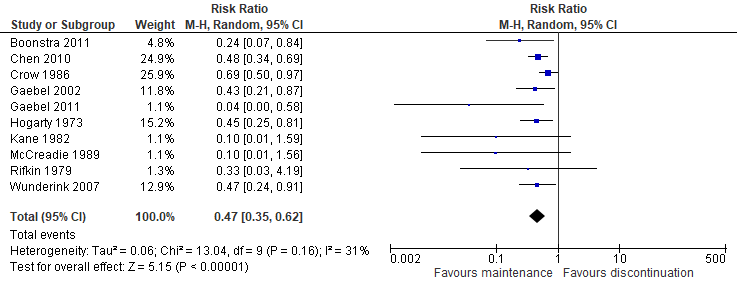 Risk Ratio Risk Ratio
Study or Subgroup Weight M-H, Random, 95% CI M-H, Random, 95% CI
Boonstra 2011 4.8% 0.24 [0.07, 0.84]
Chen 2010 24.9% 0.48 [0.34, 0.69]
Crow 1986 25.9% 0.69 [0.50, 0.97]
Gaebel 2002 11.8% 0.43 [0.21, 0.87]
Gaebel 2011 1.1% 0.04 [0.00, 0.58]
Hogarty 1973 15.2% 0.45 [0.25, 0.81]
Kane 1982 1.1% 0.10 [0.01, 1.59]
McCreadie 1989 1.1% 0.10 [0.01, 1.56]
Rifkin 1979 1.3% 0.33 [0.03, 4.19]
Wunderink 2007 12.9% 0.47 [0.24, 0.91]
Total (95% CI) 100.0% 0.47 [0.35, 0.62]
Total events
Heterogeneity: Tau² = 0.06; Chi² = 13.04, df = 9 (P = 0.16); I² = 31%
Test for overall effect: Z = 5.15 (P < 0.00001)
0.002 0.1 1 10 500
Favours maintenance Favours discontinuation